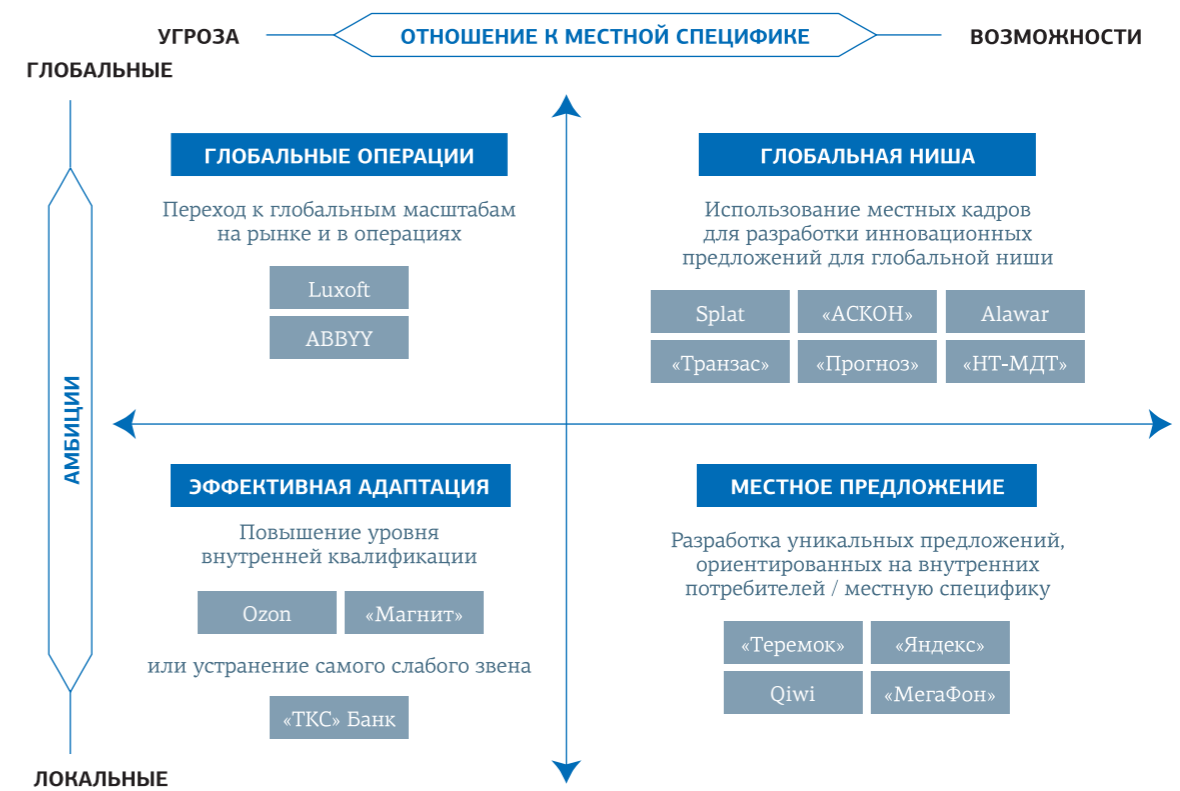 УГРОЗА
ОТНОШЕНИЕ К МЕСТНОЙ СПЕЦИФИКЕ
ВОЗМОЖНОСТИ
ГЛОБАЛЬНЫЕ
АМБИЦИИ
ЛОКАЛЬНЫЕ
ГЛОБАЛЬНЫЕ ОПЕРАЦИИ
Переход к глобальным масштабам
на рынке и в операциях
Luxoft
ABBYY
ГЛОБАЛЬНАЯ НИША
Использование местных кадров
для разработки инновационных
предложений для глобальной ниши
Splat
«АСКОН»
Alawar
«Транзас»
«Прогноз»
«НТ-МДТ»
ЭФФЕКТИВНАЯ АДАПТАЦИЯ
Повышение уровня
внутренней квалификации
Ozon
«Магнит»
или устранение самого слабого звена
«ТКС» Банк
МЕСТНОЕ ПРЕДЛОЖЕНИЕ
Разработка уникальных предложений,
ориентированных на внутренних
потребителей / местную специфику
«Теремок»
«Яндекс»
Qiwi
«МегаФон»